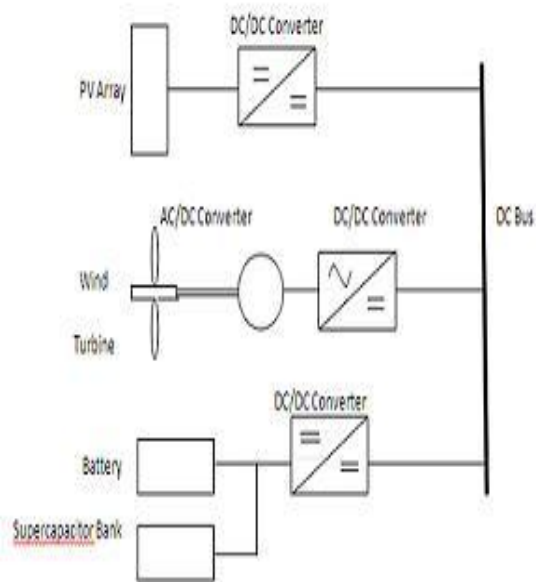 DC/DC Converter
PV Array
AC/DC Converter
DC/DC Converter
DC Bus
Wind
Turbine
DC/DC Converter
Battery
Supercapacitor Bank